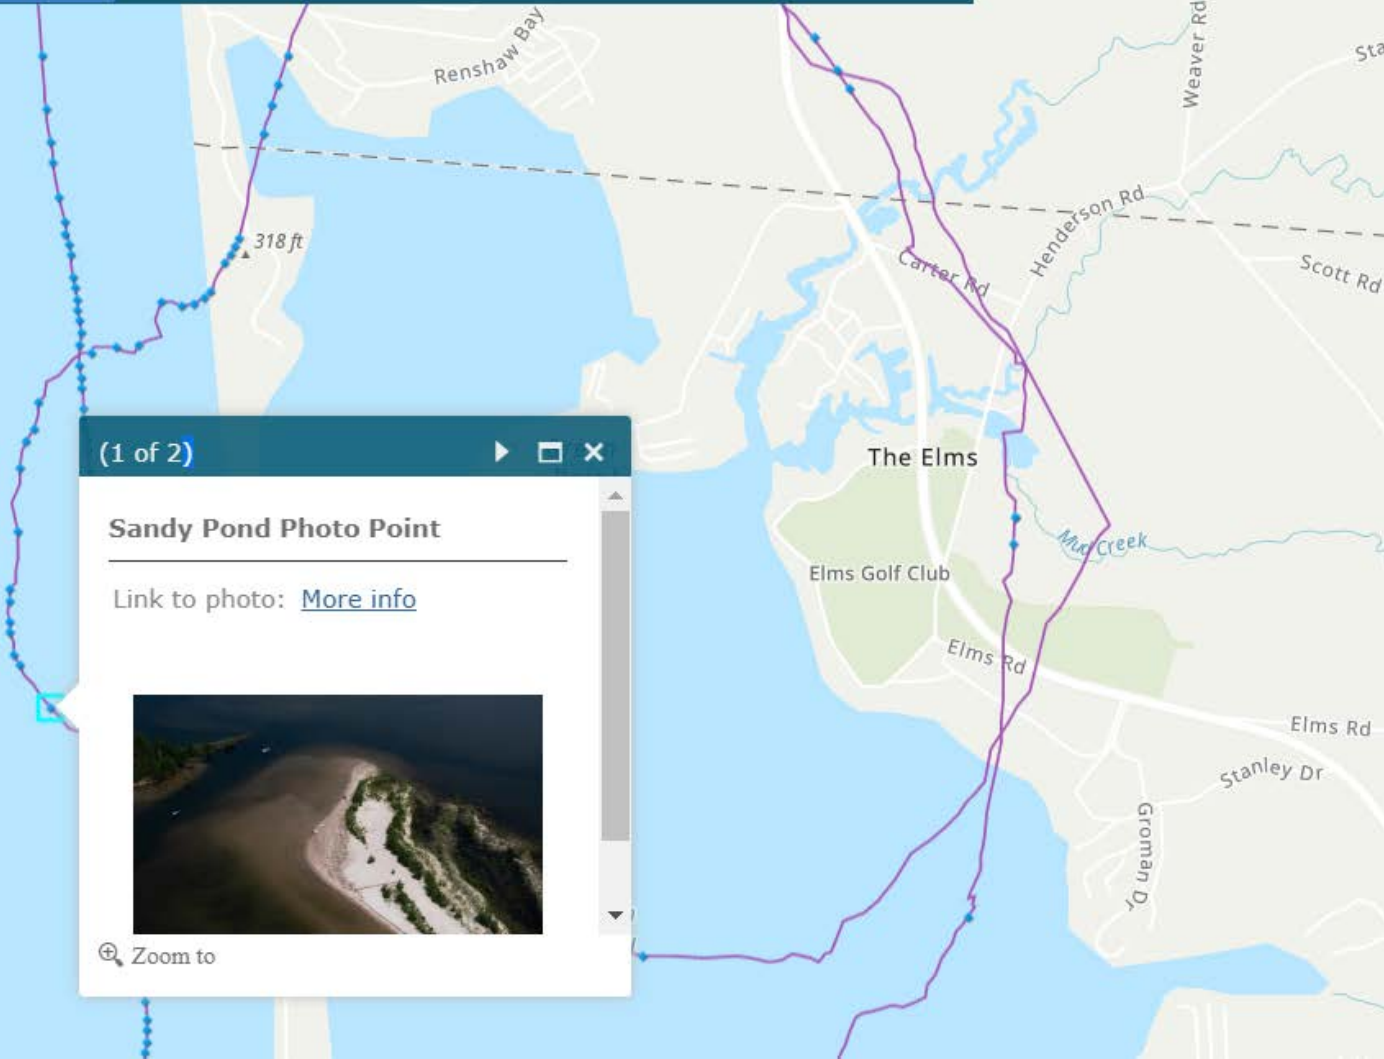 Renshaw Bay
Weaver Rd
Sta
318 ft
Henderson Rd
Carter Rd
Scott Rd
(1 of 2)
The Elms
Sandy Pond Photo Point
Mud Creek
Elms Golf Club
Link to photo: More info
Elms Rd
Elms Rd
Stanley Dr
Groman Dr
Zoom to